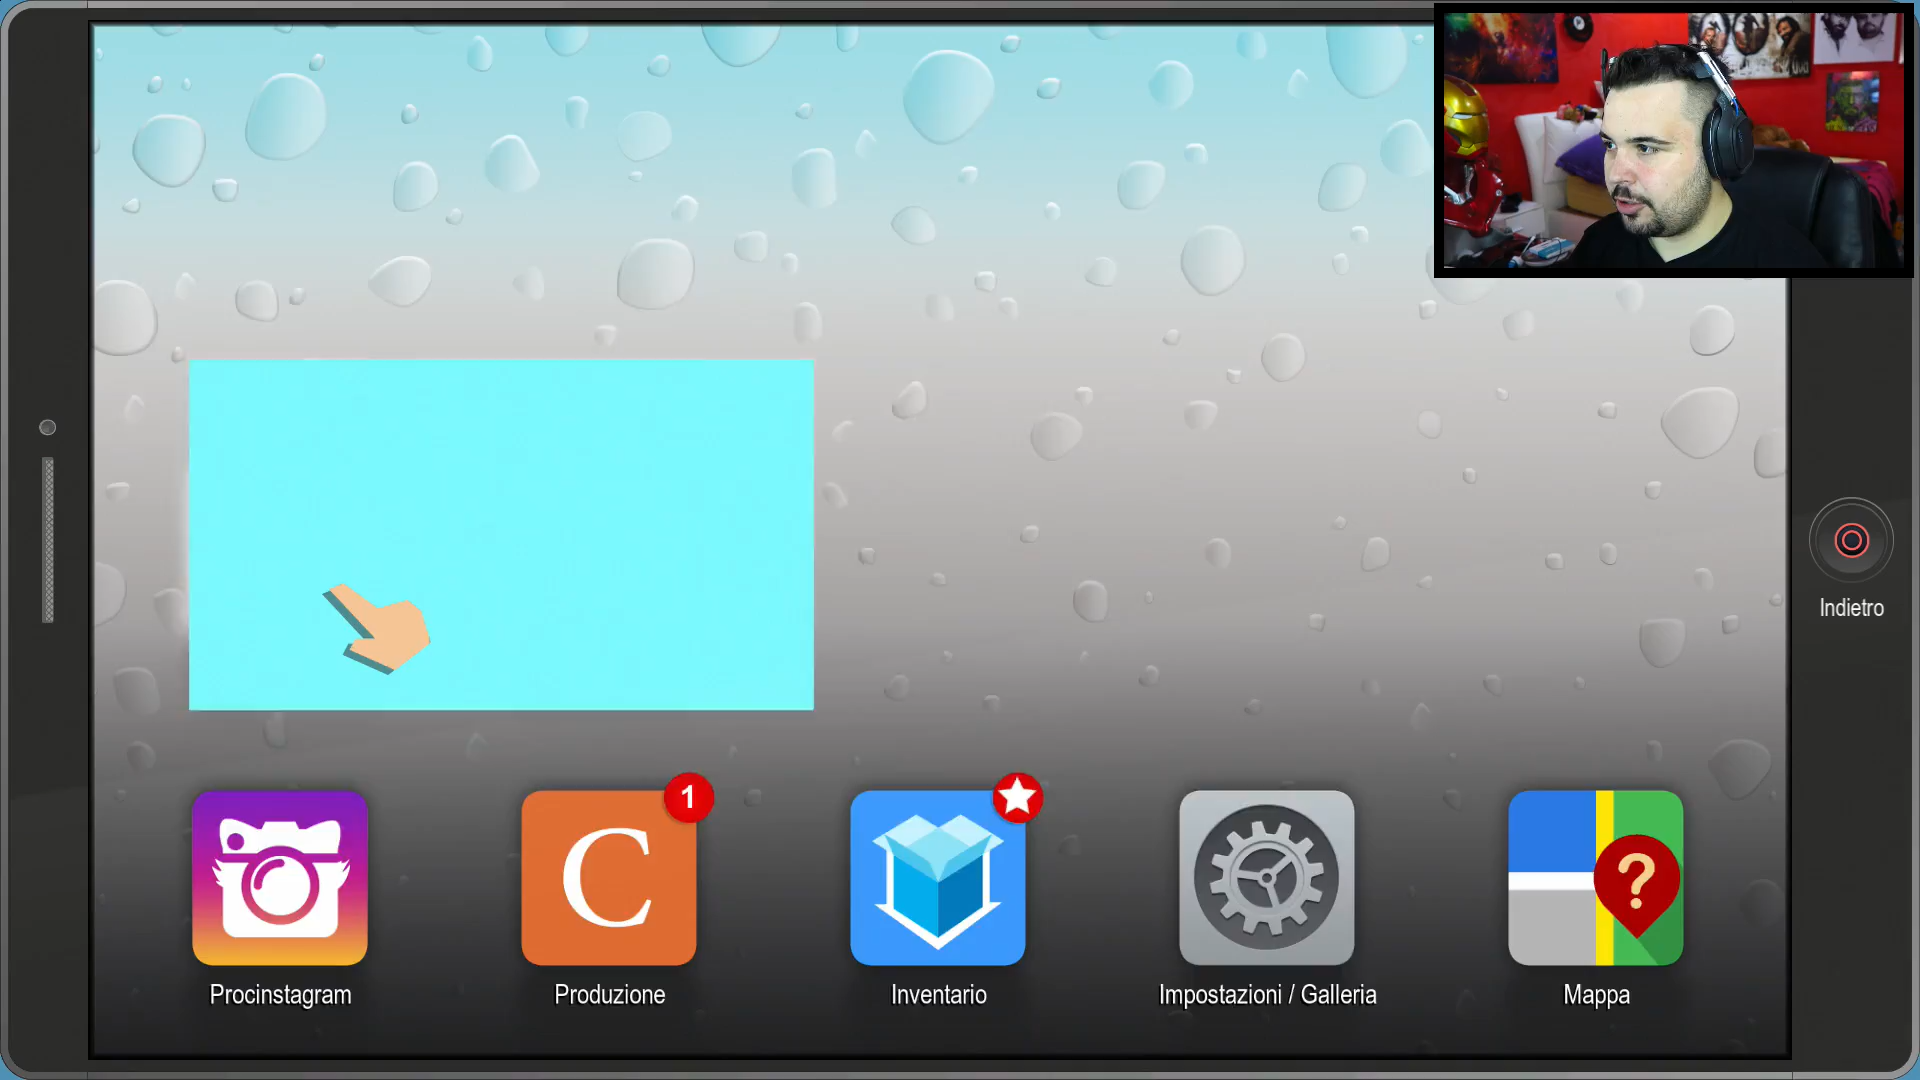 Indietro
1
C
?
Procinstagram
Produzione
Inventario
Impostazioni / Galleria
Mappa